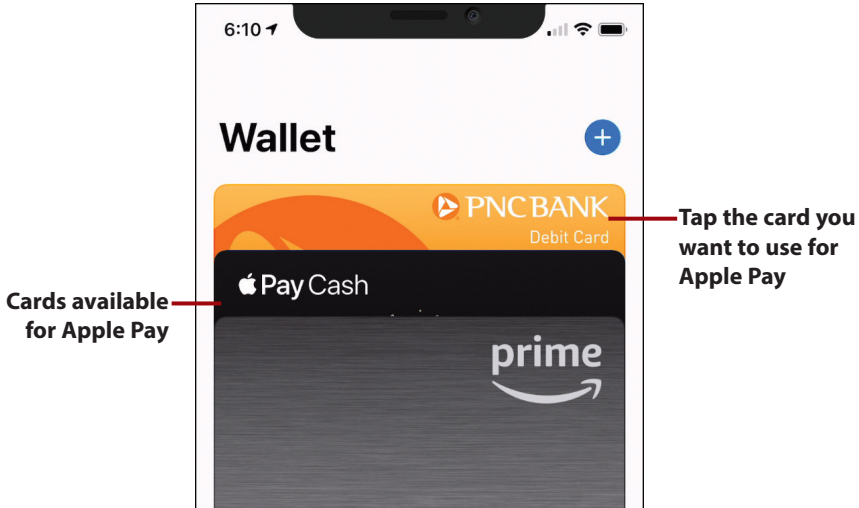 6:10
Wallet
PNC BANK
Debit Card
Tap the card you
want to use for
Apple Pay
Cards available
for Apple Pay
Pay Cash
prime